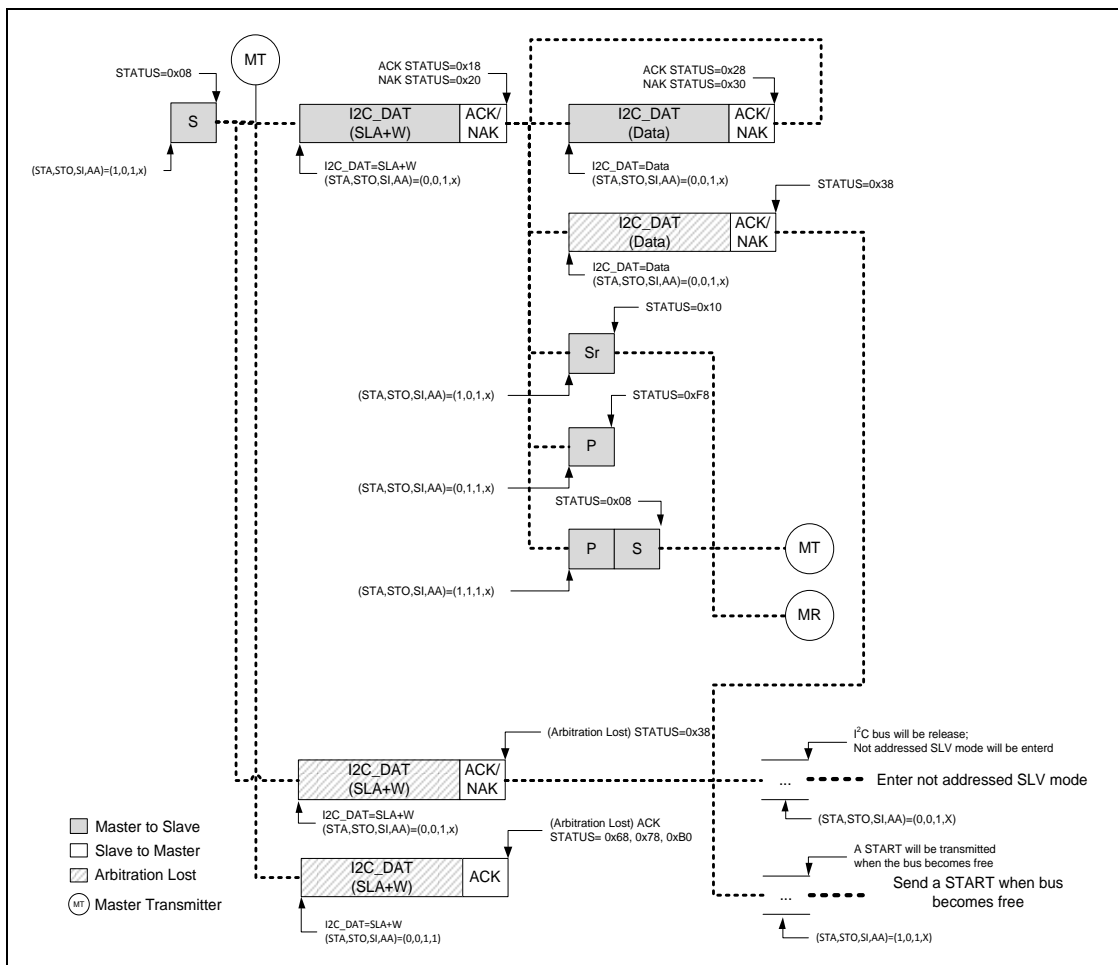 MT
STATUS=0x08
ACK STATUS=0x18
NAK STATUS=0x20
ACK STATUS=0x28
NAK STATUS=0x30
S
I2C_DAT
(SLA+W)
ACK/
NAK
I2C_DAT
(Data)
ACK/
NAK
(STA,STO,SI,AA)=(1,0,1,x)
I2C_DAT=SLA+W
(STA,STO,SI,AA)=(0,0,1,x)
I2C_DAT=Data
(STA,STO,SI,AA)=(0,0,1,x)
STATUS=0x38
I2C_DAT
(Data)
ACK/
NAK
I2C_DAT=Data
(STA,STO,SI,AA)=(0,0,1,x)
STATUS=0x10
Sr
(STA,STO,SI,AA)=(1,0,1,x)
STATUS=0xF8
P
(STA,STO,SI,AA)=(0,1,1,x)
STATUS=0x08
P
S
MT
(STA,STO,SI,AA)=(1,1,1,x)
MR
(Arbitration Lost) STATUS=0x38
I2C_DAT
(SLA+W)
ACK/
NAK
I2C_DAT=SLA+W
(STA,STO,SI,AA)=(0,0,1,x)
I²C bus will be release;
Not addressed SLV mode will be enterd
...
Enter not addressed SLV mode
(STA,STO,SI,AA)=(0,0,1,X)
(Arbitration Lost) ACK
STATUS= 0x68, 0x78, 0xB0
I2C_DAT
(SLA+W)
ACK
I2C_DAT=SLA+W
(STA,STO,SI,AA)=(0,0,1,1)
A START will be transmitted
when the bus becomes free
...
Send a START when bus
becomes free
(STA,STO,SI,AA)=(1,0,1,X)
Master to Slave
Slave to Master
Arbitration Lost
MT
Master Transmitter